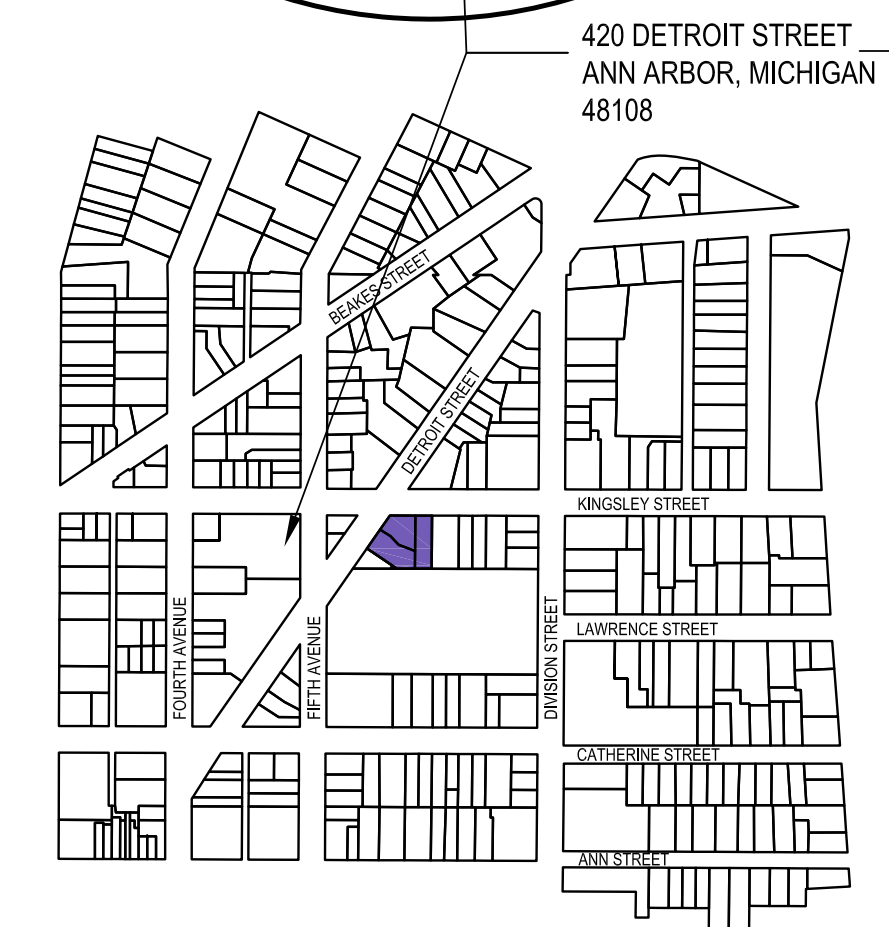 420 DETROIT STREET
ANN ARBOR, MICHIGAN
48108
BEAKES STREET
DETROIT STREET
KINGSLEY STREET
FOURTH AVENUE
FIFTH AVENUE
DIVISION STREET
LAWRENCE STREET
CATHERINE STREET
ANN STREET